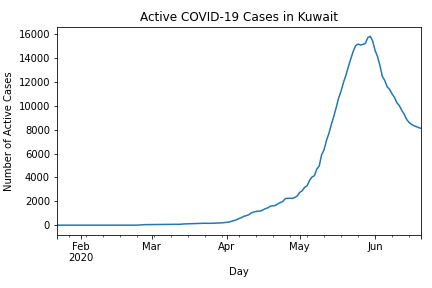 Active COVID-19 Cases in Kuwait
16000
14000
12000
10000
8000
6000
4000
2000
0
Number of Active Cases
Feb Mar Apr May Jun
2020
Day